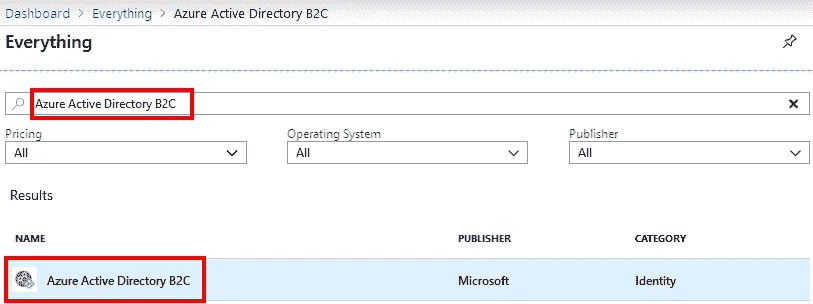 Dashboard > Everything > Azure Active Directory B2C
Everything
Azure Active Directory B2C
Pricing Operating System Publisher
All All All
Results
NAME PUBLISHER CATEGORY
Azure Active Directory B2C Microsoft Identity